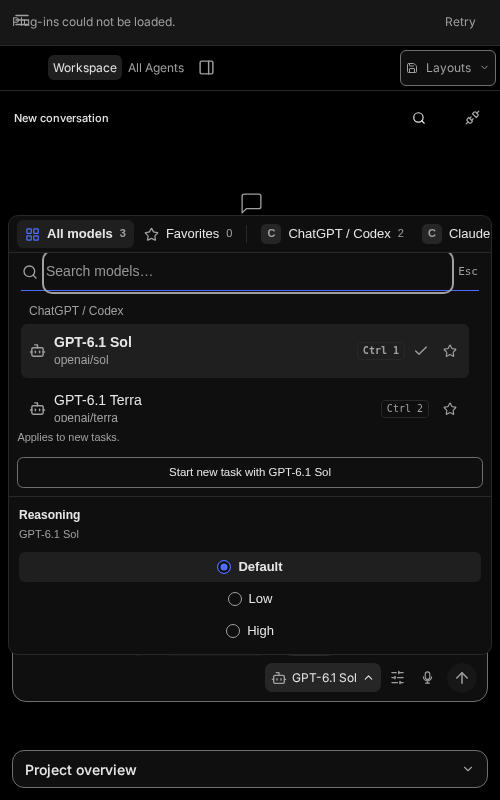 Plug-ins could not be loaded.
Retry
Workspace
All Agents
Layouts
New conversation
All models 3
Favorites 0
C ChatGPT / Codex 2
C Claude
Search models…
Esc
ChatGPT / Codex
GPT-6.1 Sol
openai/sol
Ctrl 1
GPT-6.1 Terra
openai/terra
Ctrl 2
Applies to new tasks.
Start new task with GPT-6.1 Sol
Reasoning
GPT-6.1 Sol
Default
Low
High
GPT-6.1 Sol
Project overview